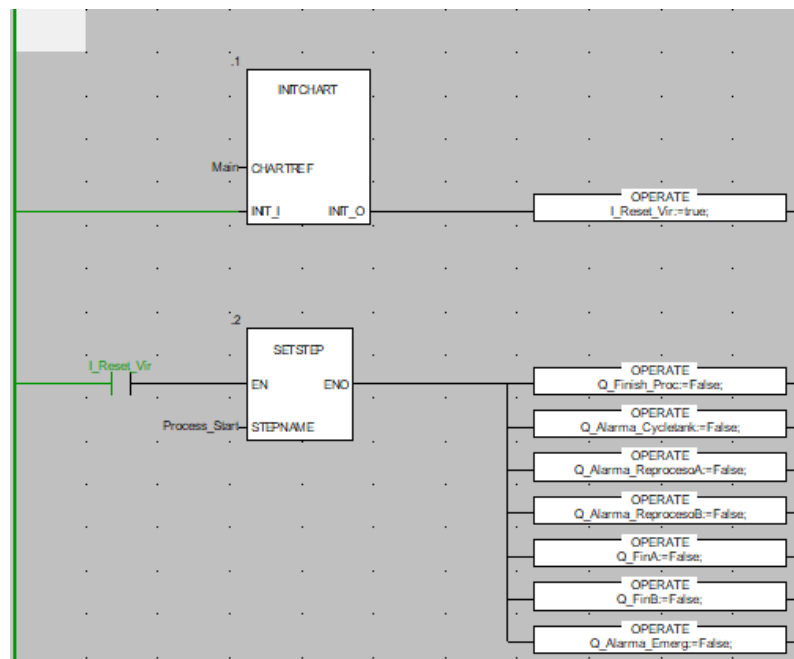 .1
INITCHART
Main
CHARTREF
INIT_I
INIT_O
OPERATE
I_Reset_Vir:=true;
.2
SETSTEP
I_Reset_Vir
EN
ENO
Process_Start
STEPNAME
OPERATE
Q_Finish_Proc:=False;
OPERATE
Q_Alarma_Cycletank:=False;
OPERATE
Q_Alarma_ReprocesoA:=False;
OPERATE
Q_Alarma_ReprocesoB:=False;
OPERATE
Q_FinA:=False;
OPERATE
Q_FinB:=False;
OPERATE
Q_Alarma_Emerg:=False;